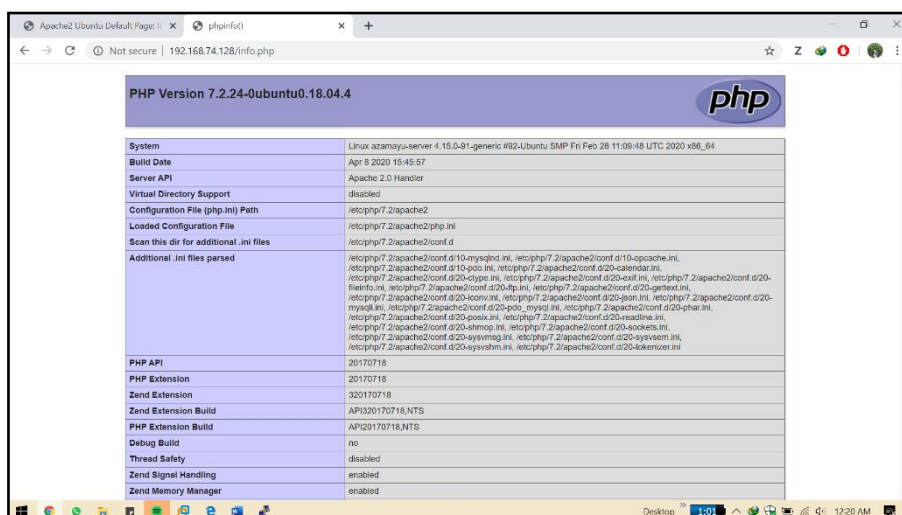 Apache2 Ubuntu Default Page: I
phpinfo()
Not secure | 192.168.74.128/info.php
Z
PHP Version 7.2.24-0ubuntu0.18.04.4
php
System Linux azamayu-server 4.15.0-91-generic #92-Ubuntu SMP Fri Feb 28 11:09:48 UTC 2020 x86_64
Build Date Apr 8 2020 15:45:57
Server API Apache 2.0 Handler
Virtual Directory Support disabled
Configuration File (php.ini) Path /etc/php/7.2/apache2
Loaded Configuration File /etc/php/7.2/apache2/php.ini
Scan this dir for additional .ini files /etc/php/7.2/apache2/conf.d
Additional .ini files parsed /etc/php/7.2/apache2/conf.d/10-mysqlnd.ini, /etc/php/7.2/apache2/conf.d/10-opcache.ini,
/etc/php/7.2/apache2/conf.d/10-pdo.ini, /etc/php/7.2/apache2/conf.d/20-calendar.ini,
/etc/php/7.2/apache2/conf.d/20-ctype.ini, /etc/php/7.2/apache2/conf.d/20-exif.ini, /etc/php/7.2/apache2/conf.d/20-
fileinfo.ini, /etc/php/7.2/apache2/conf.d/20-ftp.ini, /etc/php/7.2/apache2/conf.d/20-gettext.ini,
/etc/php/7.2/apache2/conf.d/20-iconv.ini, /etc/php/7.2/apache2/conf.d/20-json.ini, /etc/php/7.2/apache2/conf.d/20-
mysqli.ini, /etc/php/7.2/apache2/conf.d/20-pdo_mysql.ini, /etc/php/7.2/apache2/conf.d/20-phar.ini,
/etc/php/7.2/apache2/conf.d/20-posix.ini, /etc/php/7.2/apache2/conf.d/20-readline.ini,
/etc/php/7.2/apache2/conf.d/20-shmop.ini, /etc/php/7.2/apache2/conf.d/20-sockets.ini,
/etc/php/7.2/apache2/conf.d/20-sysvmsg.ini, /etc/php/7.2/apache2/conf.d/20-sysvsem.ini,
/etc/php/7.2/apache2/conf.d/20-sysvshm.ini, /etc/php/7.2/apache2/conf.d/20-tokenizer.ini
PHP API 20170718
PHP Extension 20170718
Zend Extension 320170718
Zend Extension Build API320170718,NTS
PHP Extension Build API20170718,NTS
Debug Build no
Thread Safety disabled
Zend Signal Handling enabled
Zend Memory Manager enabled
Desktop 12:20 AM